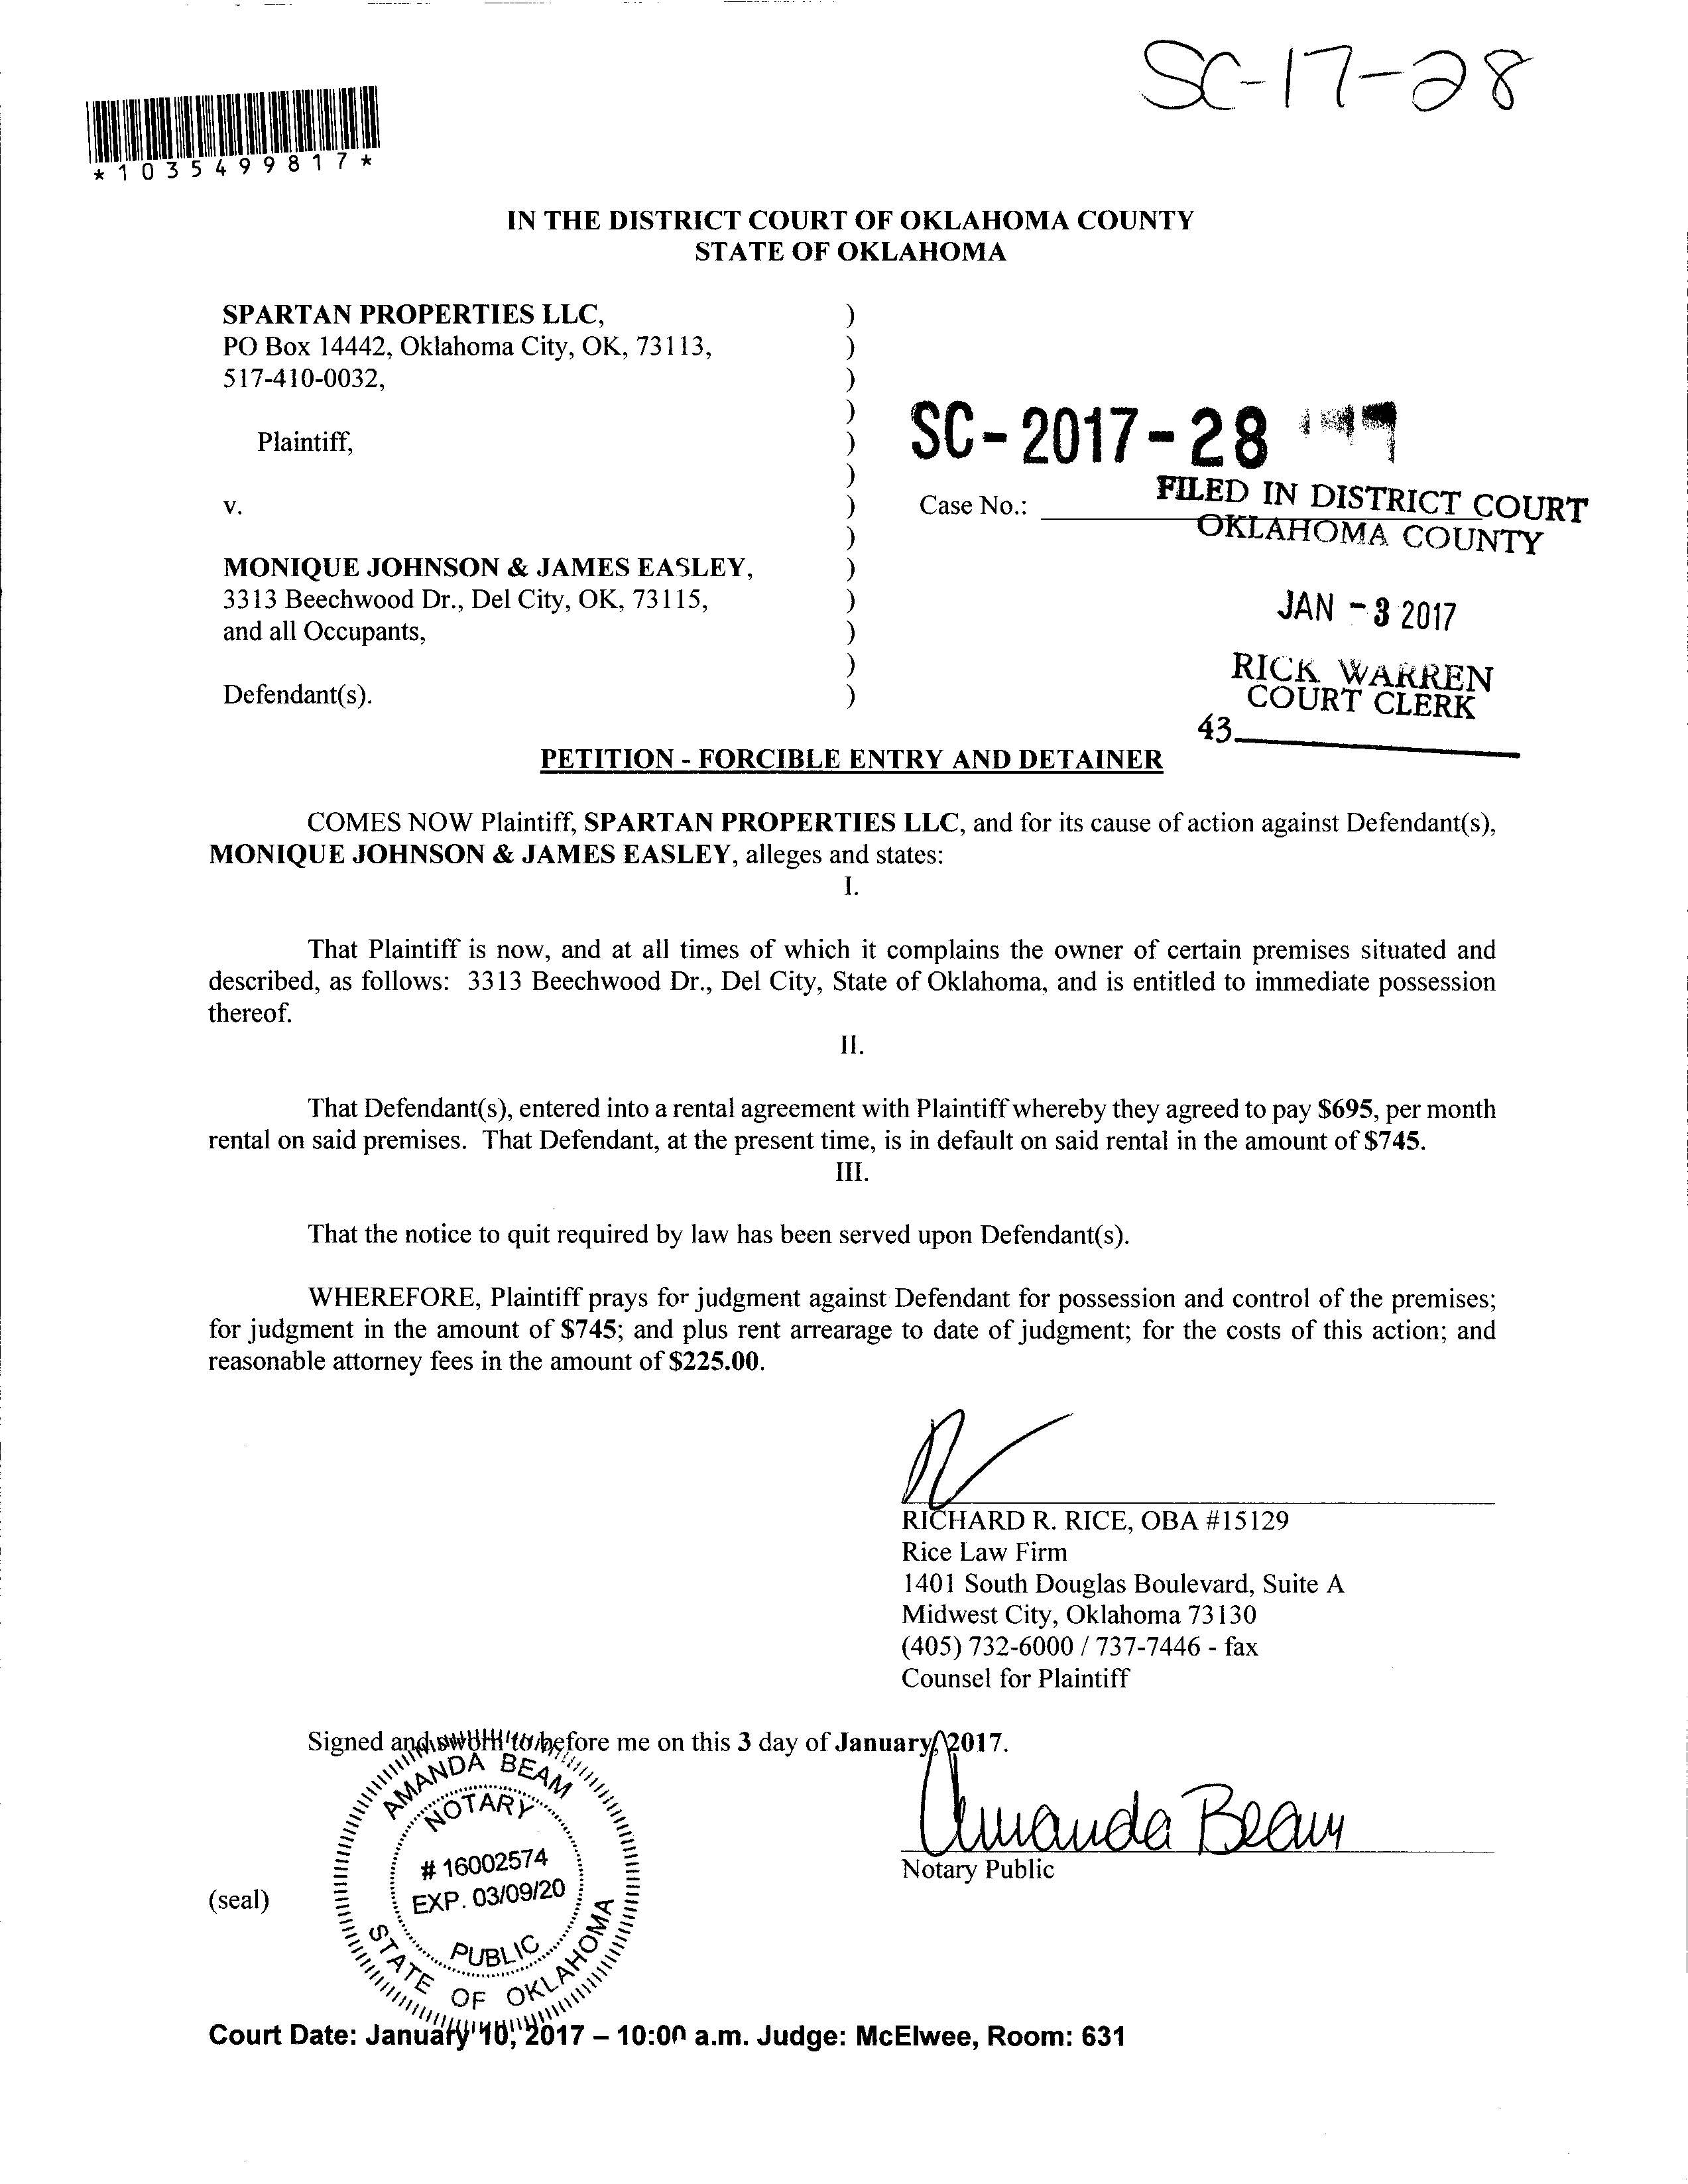 SC-17-28
*1035499817*
IN THE DISTRICT COURT OF OKLAHOMA COUNTY
STATE OF OKLAHOMA
SPARTAN PROPERTIES LLC, )
PO Box 14442, Oklahoma City, OK, 73113, )
517-410-0032, )
)
Plaintiff, )
)
v. )
)
MONIQUE JOHNSON & JAMES EASLEY, )
3313 Beechwood Dr., Del City, OK, 73115, )
and all Occupants, )
)
Defendant(s). )
SC-2017-28
Case No.:
FILED IN DISTRICT COURT
OKLAHOMA COUNTY
JAN -3 2017
RICK WARREN
COURT CLERK
43
PETITION - FORCIBLE ENTRY AND DETAINER
COMES NOW Plaintiff, SPARTAN PROPERTIES LLC, and for its cause of action against Defendant(s),
MONIQUE JOHNSON & JAMES EASLEY, alleges and states:
I.
That Plaintiff is now, and at all times of which it complains the owner of certain premises situated and
described, as follows: 3313 Beechwood Dr., Del City, State of Oklahoma, and is entitled to immediate possession
thereof.
II.
That Defendant(s), entered into a rental agreement with Plaintiff whereby they agreed to pay $695, per month
rental on said premises. That Defendant, at the present time, is in default on said rental in the amount of $745.
III.
That the notice to quit required by law has been served upon Defendant(s).
WHEREFORE, Plaintiff prays for judgment against Defendant for possession and control of the premises;
for judgment in the amount of $745; and plus rent arrearage to date of judgment; for the costs of this action; and
reasonable attorney fees in the amount of $225.00.
RICHARD R. RICE, OBA #15129
Rice Law Firm
1401 South Douglas Boulevard, Suite A
Midwest City, Oklahoma 73130
(405) 732-6000 / 737-7446 - fax
Counsel for Plaintiff
Signed and sworn to before me on this 3 day of January, 2017.
Amanda Beam
Notary Public
(seal)
AMANDA BEAM
NOTARY
# 16002574
EXP. 03/09/20
PUBLIC
STATE OF OKLAHOMA
Court Date: January 10, 2017 – 10:00 a.m. Judge: McElwee, Room: 631